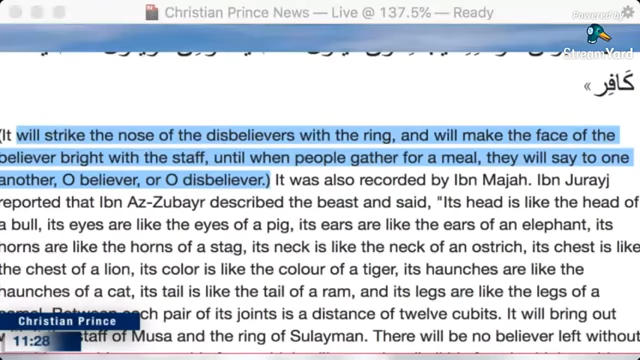 Christian Prince News – Live @ 137.5% – Ready
Powered by
StreamYard
كَافِر »
(It will strike the nose of the disbelievers with the ring, and will make the face of the
believer bright with the staff, until when people gather for a meal, they will say to one
another, O believer, or O disbeliever.) It was also recorded by Ibn Majah. Ibn Jurayj
reported that Ibn Az-Zubayr described the beast and said, "Its head is like the head of
a bull, its eyes are like the eyes of a pig, its ears are like the ears of an elephant, its
horns are like the horns of a stag, its neck is like the neck of an ostrich, its chest is like
the chest of a lion, its color is like the colour of a tiger, its haunches are like the
haunches of a cat, its tail is like the tail of a ram, and its legs are like the legs of a
each pair of its joints is a distance of twelve cubits. It will bring out
staff of Musa and the ring of Sulayman. There will be no believer left without
Christian Prince
11:28